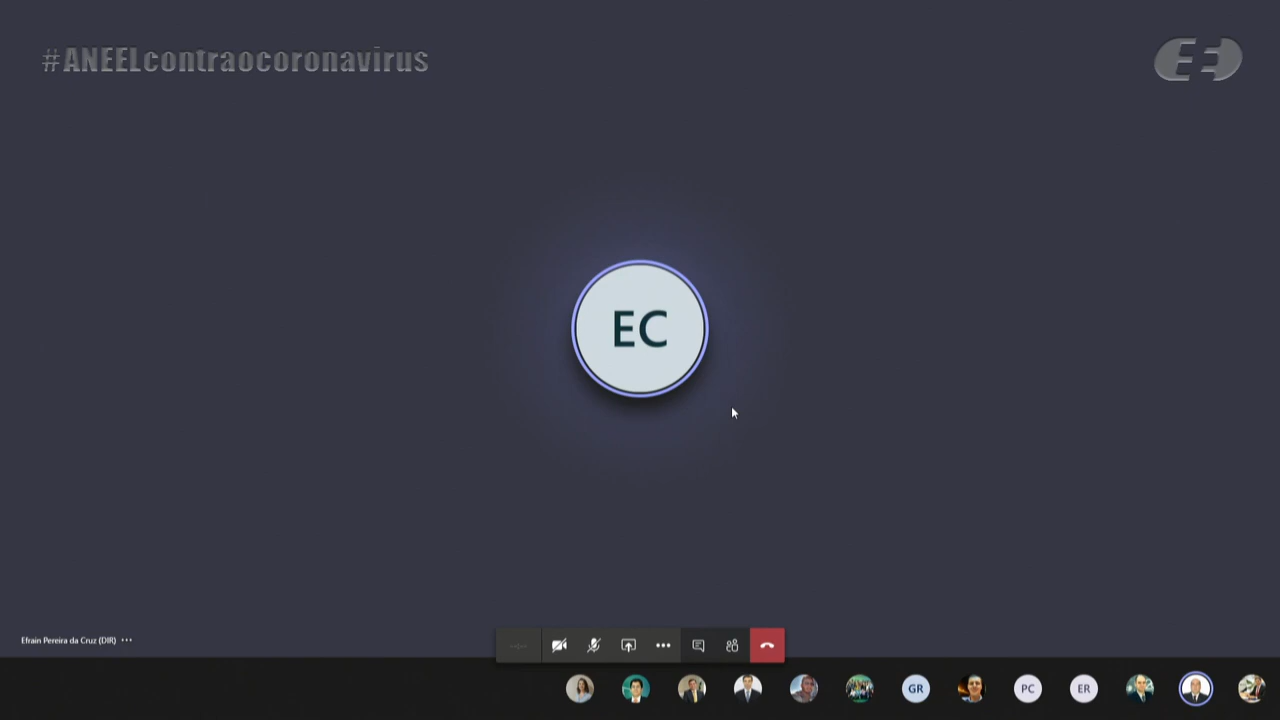 #ANEELcontraocoronavirus
EC
Efrain Pereira da Cruz (DIR)
GR
PC
ER